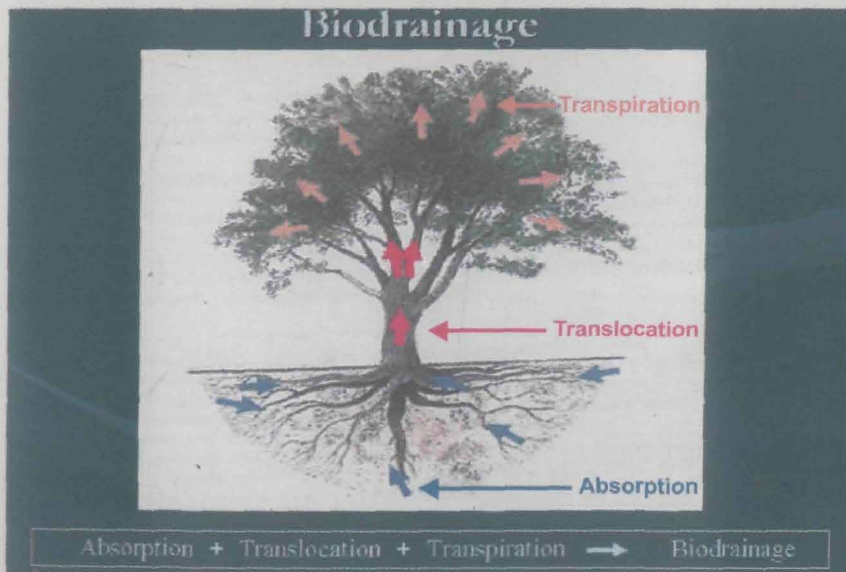 Biodrainage
Transpiration
Translocation
Absorption
Absorption + Translocation + Transpiration → Biodrainage